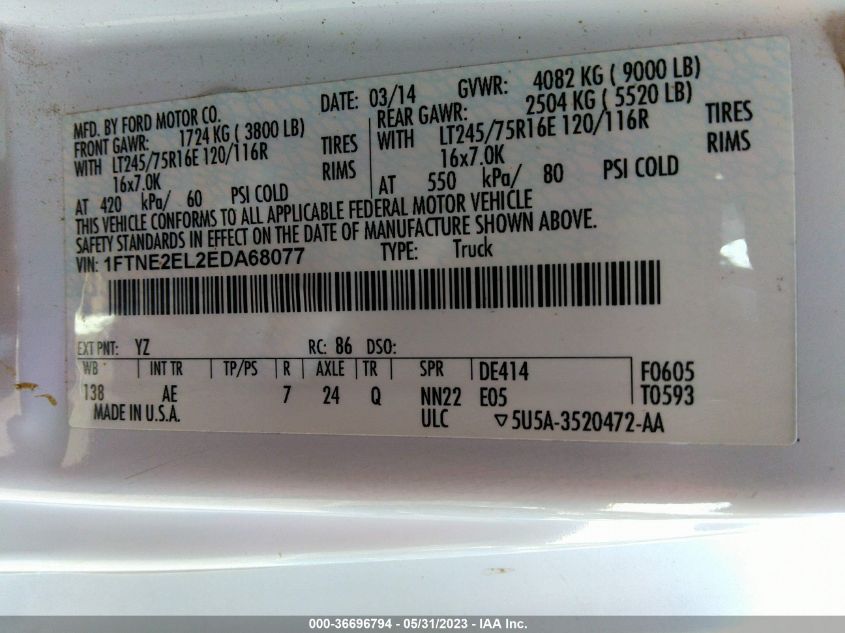 MFD. BY FORD MOTOR CO.
DATE: 03/14 GVWR: 4082 KG ( 9000 LB)
FRONT GAWR: 1724 KG ( 3800 LB)
WITH LT245/75R16E 120/116R TIRES
16x7.0K RIMS
AT 420 kPa/ 60 PSI COLD
REAR GAWR: 2504 KG ( 5520 LB)
WITH LT245/75R16E 120/116R TIRES
16x7.0K RIMS
AT 550 kPa/ 80 PSI COLD
THIS VEHICLE CONFORMS TO ALL APPLICABLE FEDERAL MOTOR VEHICLE
SAFETY STANDARDS IN EFFECT ON THE DATE OF MANUFACTURE SHOWN ABOVE.
VIN: 1FTNE2EL2EDA68077 TYPE: Truck
EXT PNT: YZ RC: 86 DSO:
WB INT TR TP/PS R AXLE TR SPR DE414 F0605
138 AE 7 24 Q NN22 E05 T0593
MADE IN U.S.A. ULC ▽5U5A-3520472-AA
000-36696794 - 05/31/2023 - IAA Inc.